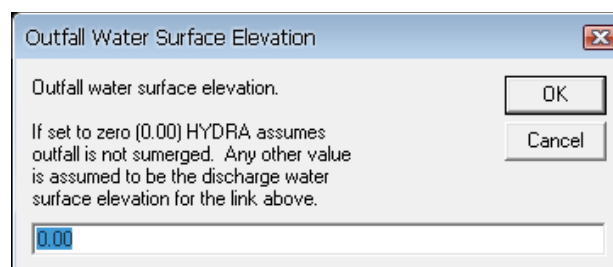 Outfall Water Surface Elevation
Outfall water surface elevation.
OK
If set to zero (0.00) HYDRA assumes
outfall is not sumerged. Any other value
is assumed to be the discharge water
surface elevation for the link above.
Cancel
0.00